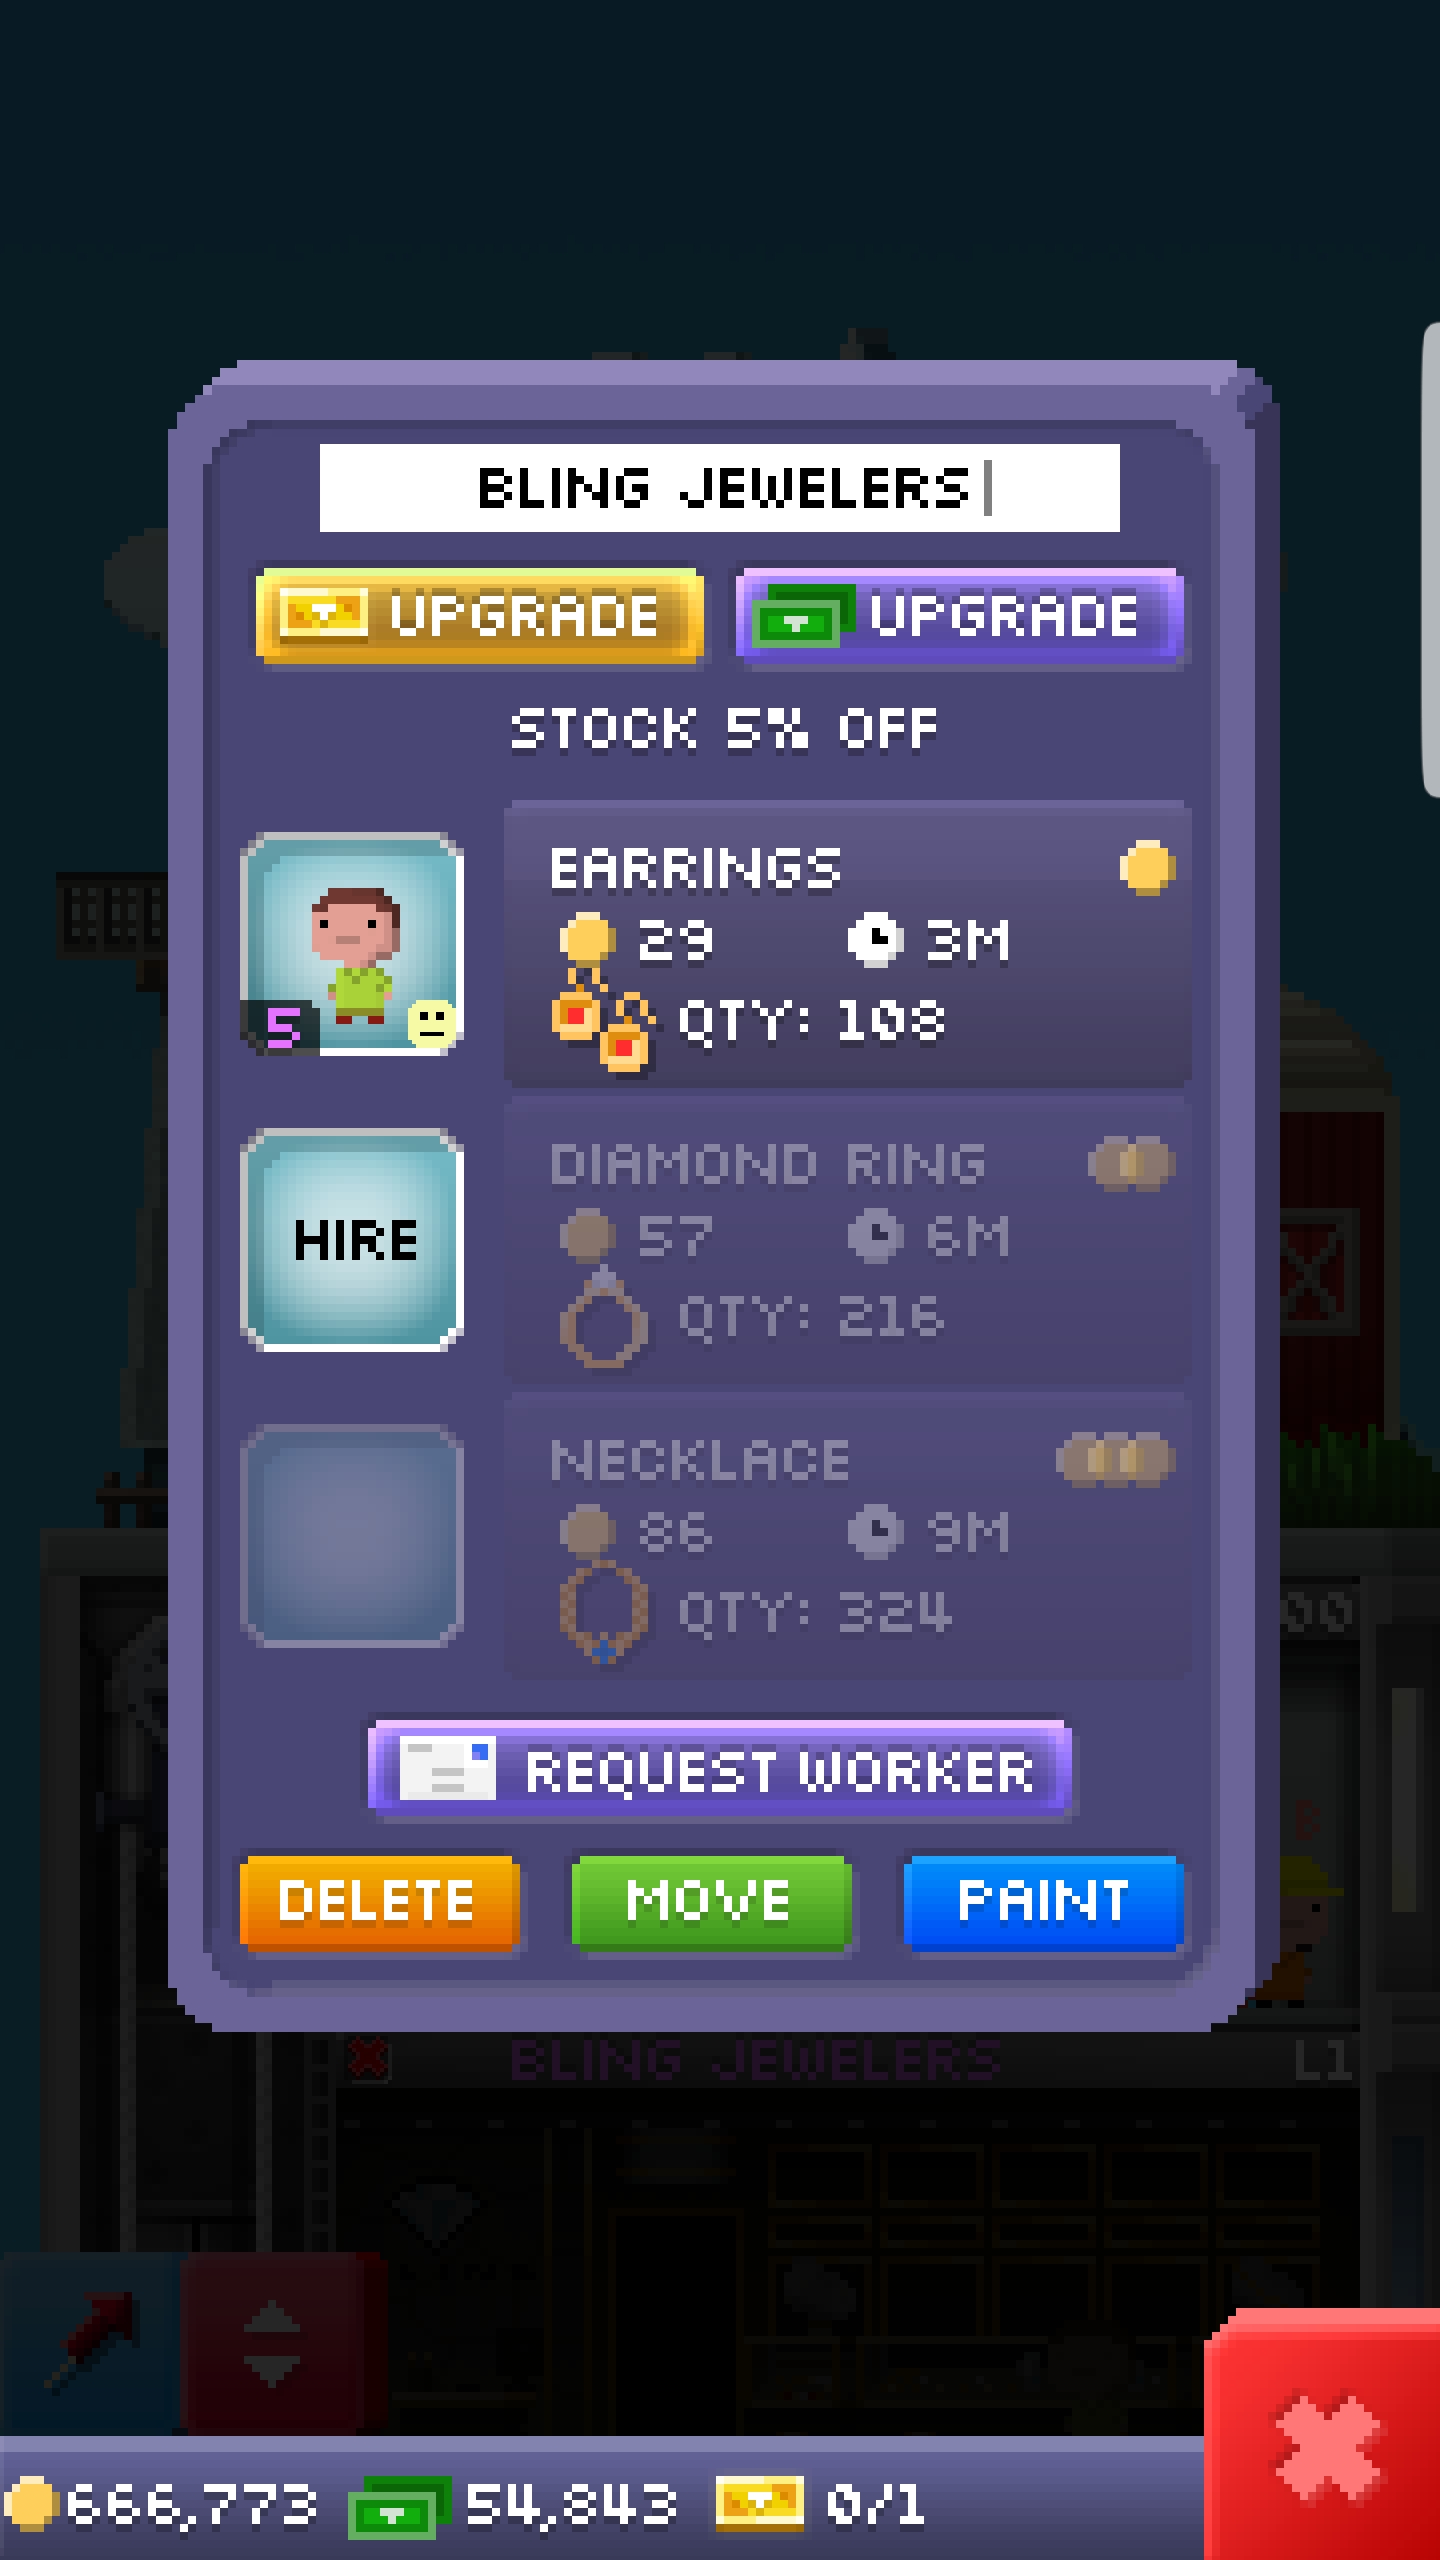 BLING JEWELERS
UPGRADE UPGRADE
STOCK 5% OFF
EARRINGS
29 3M
5
QTY: 108
DIAMOND RING
57 6M
HIRE
QTY: 216
NECKLACE
86 9M
QTY: 324
00
REQUEST WORKER
B
DELETE MOVE PAINT
BLING JEWELERS L1
666,773 54,843 0/1